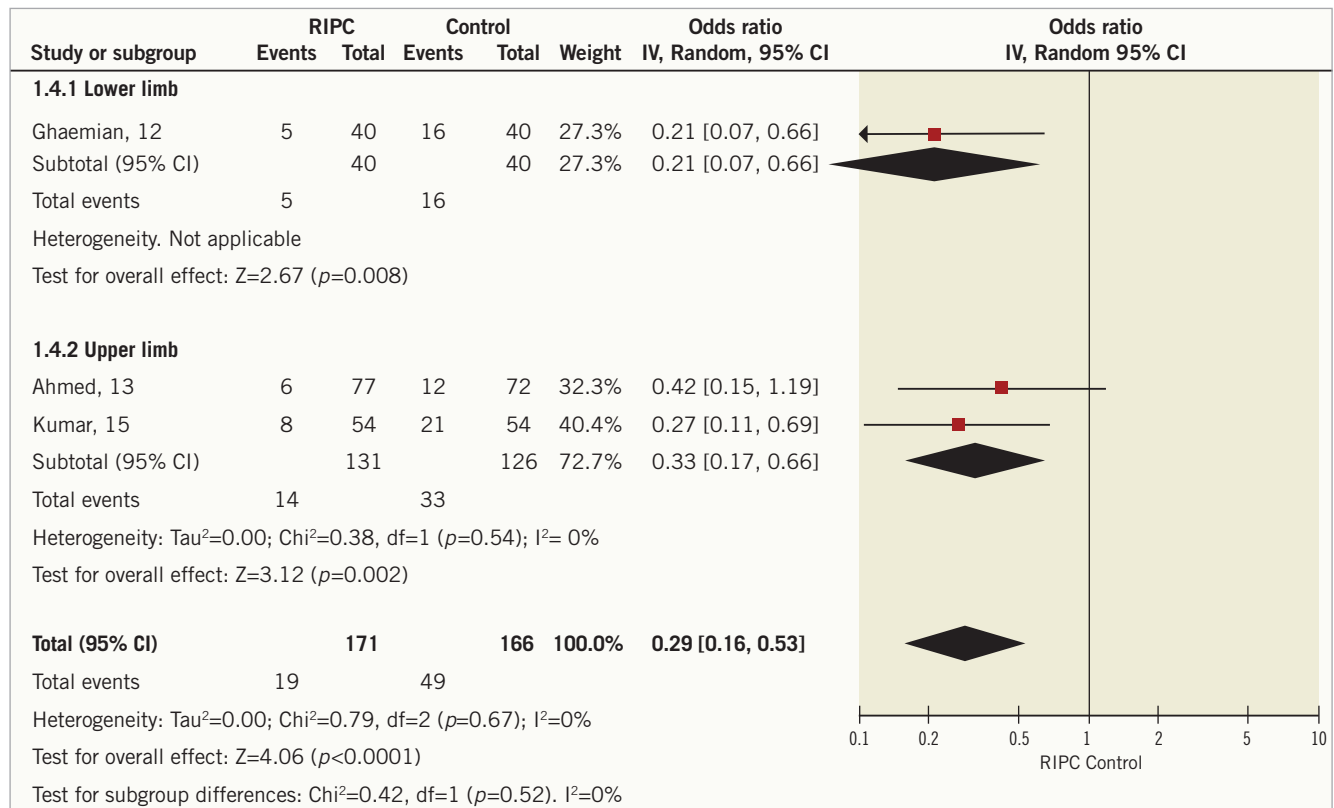 RIPC Control Odds ratio Odds ratio
Study or subgroup Events Total Events Total Weight IV, Random, 95% CI IV, Random 95% CI
1.4.1 Lower limb
Ghaemian, 12 5 40 16 40 27.3% 0.21 [0.07, 0.66]
Subtotal (95% CI) 40 40 27.3% 0.21 [0.07, 0.66]
Total events 5 16
Heterogeneity. Not applicable
Test for overall effect: Z=2.67 (p=0.008)
1.4.2 Upper limb
Ahmed, 13 6 77 12 72 32.3% 0.42 [0.15, 1.19]
Kumar, 15 8 54 21 54 40.4% 0.27 [0.11, 0.69]
Subtotal (95% CI) 131 126 72.7% 0.33 [0.17, 0.66]
Total events 14 33
Heterogeneity: Tau²=0.00; Chi²=0.38, df=1 (p=0.54); I²= 0%
Test for overall effect: Z=3.12 (p=0.002)
Total (95% CI) 171 166 100.0% 0.29 [0.16, 0.53]
Total events 19 49
Heterogeneity: Tau²=0.00; Chi²=0.79, df=2 (p=0.67); I²=0%
Test for overall effect: Z=4.06 (p<0.0001)
Test for subgroup differences: Chi²=0.42, df=1 (p=0.52). I²=0%
0.1 0.2 0.5 1 2 5 10
RIPC Control